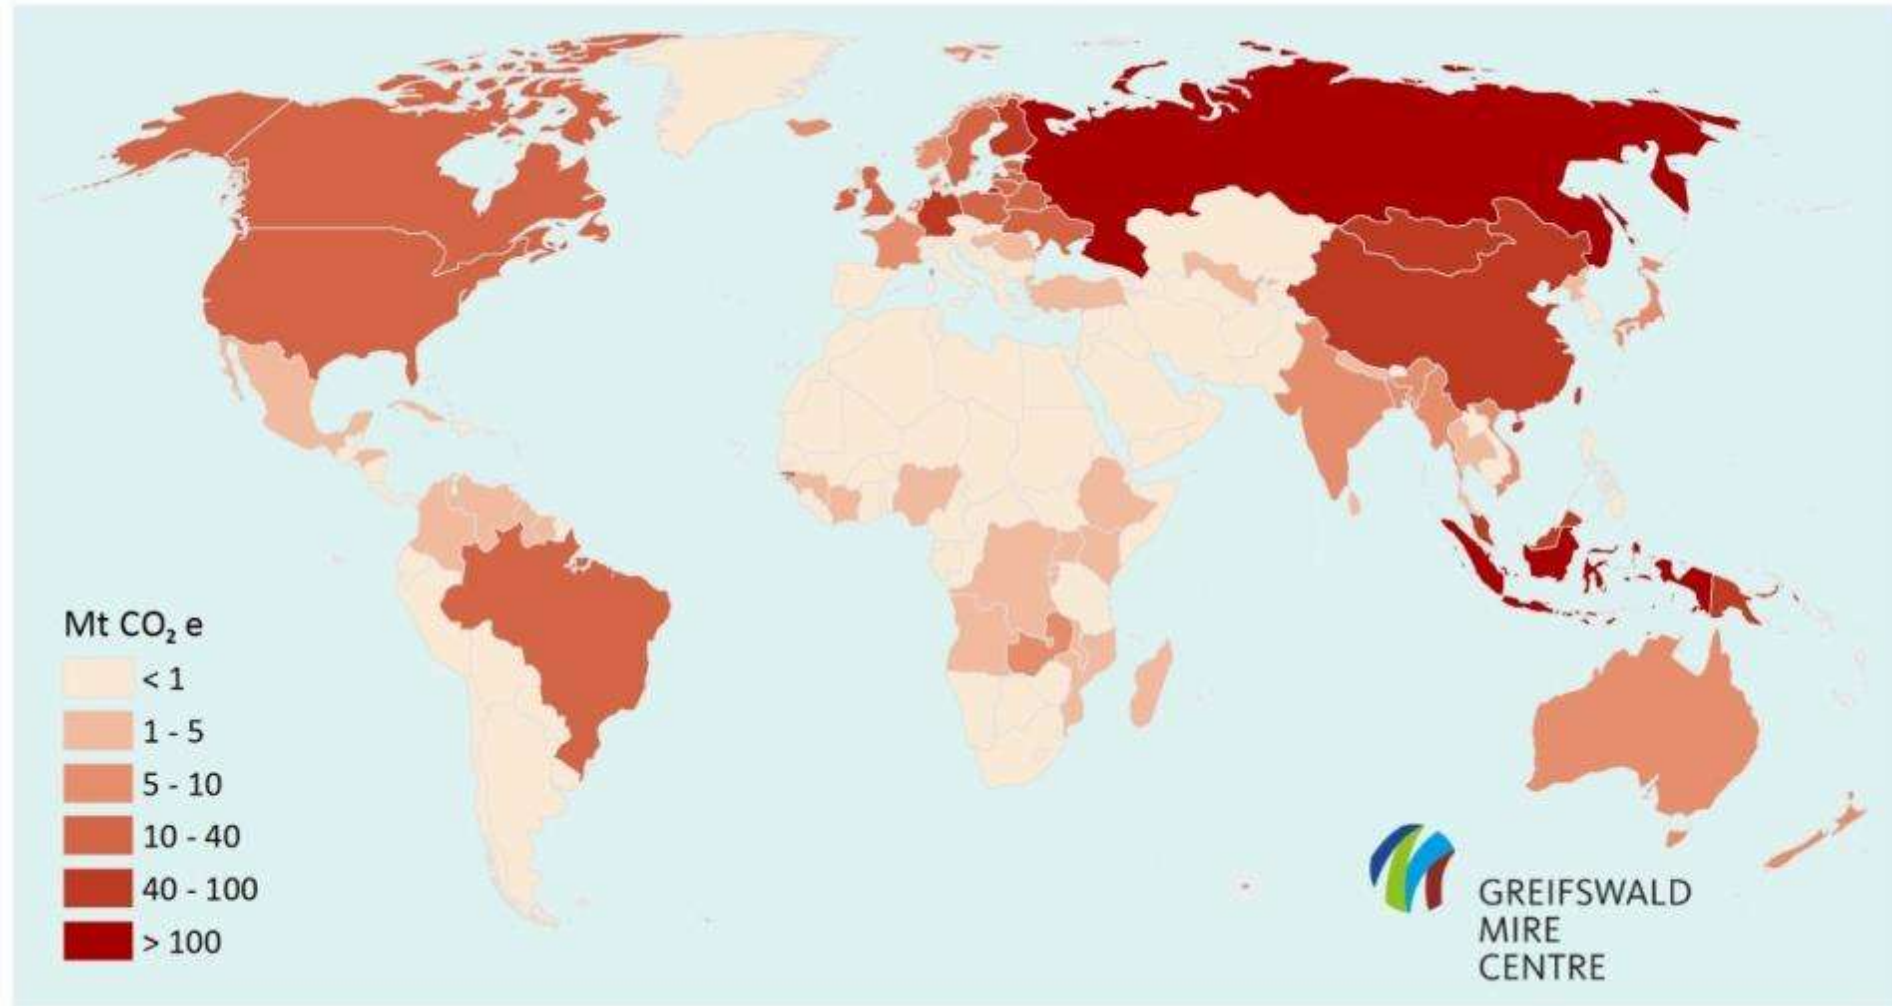 Mt CO₂ e
< 1
1 - 5
5 - 10
10 - 40
40 - 100
> 100
GREIFSWALD
MIRE
CENTRE